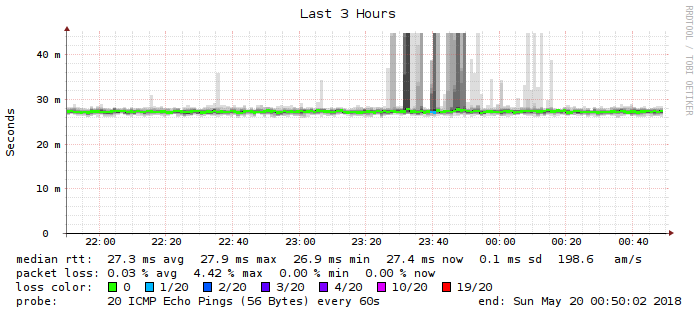 Last 3 Hours
RRDTOOL / TOBI OETIKER
Seconds
40 m
30 m
20 m
10 m
0
22:00 22:20 22:40 23:00 23:20 23:40 00:00 00:20 00:40
median rtt: 27.3 ms avg 27.9 ms max 26.9 ms min 27.4 ms now 0.1 ms sd 198.6 am/s
packet loss: 0.03 % avg 4.42 % max 0.00 % min 0.00 % now
loss color: 0 1/20 2/20 3/20 4/20 10/20 19/20
probe: 20 ICMP Echo Pings (56 Bytes) every 60s end: Sun May 20 00:50:02 2018